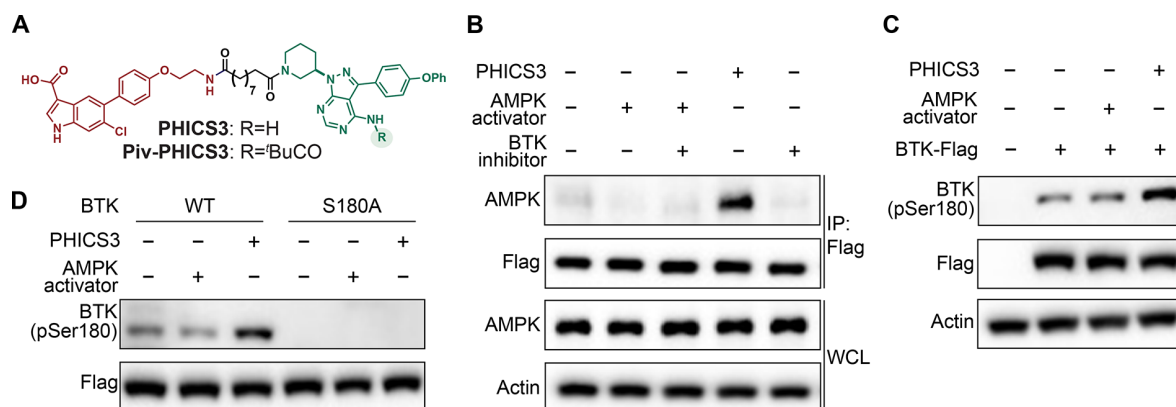 A
HO
O
N
H
Cl
O
N
H
O
7
O
N
N
N
N
N
NH
R
OPh
PHICS3: R=H
Piv-PHICS3: R=ᵗBuCO
B
PHICS3 – – – + –
AMPK
activator – + + – –
BTK
inhibitor – – + – +
AMPK
Flag
IP:
Flag
AMPK
Actin
WCL
C
PHICS3 – – – +
AMPK
activator – – + –
BTK-Flag – + + +
BTK
(pSer180)
Flag
Actin
D
BTK WT S180A
PHICS3 – – + – – +
AMPK
activator – + – – + –
BTK
(pSer180)
Flag